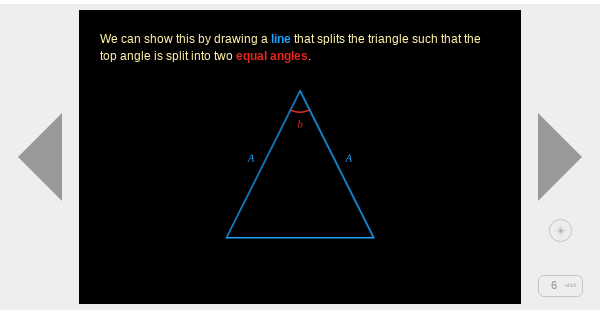 We can show this by drawing a line that splits the triangle such that the
top angle is split into two equal angles.
b
A
A
6